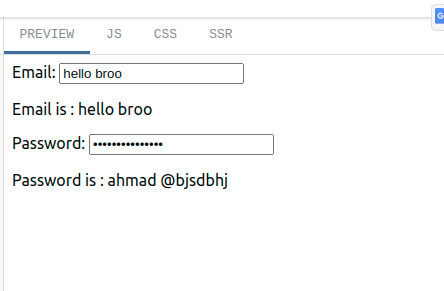 PREVIEW JS CSS SSR
Email: hello broo
Email is : hello broo
Password: •••••••••••••••
Password is : ahmad @bjsdbhj